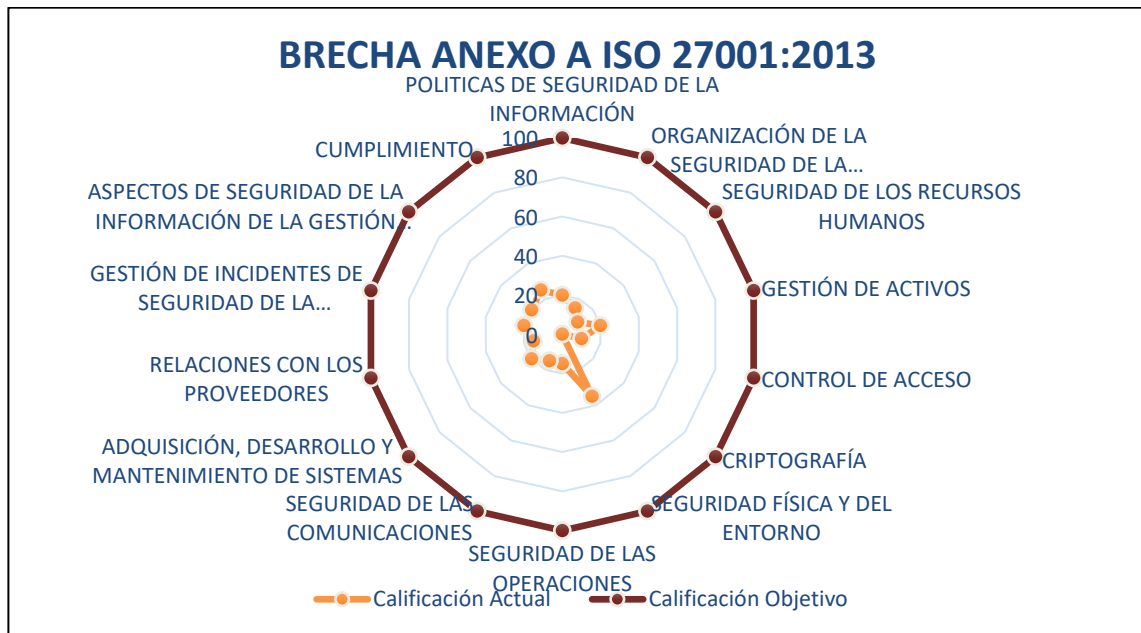 BRECHA ANEXO A ISO 27001:2013
POLITICAS DE SEGURIDAD DE LA
INFORMACIÓN
ORGANIZACIÓN DE LA
SEGURIDAD DE LA...
SEGURIDAD DE LOS RECURSOS
HUMANOS
GESTIÓN DE ACTIVOS
CONTROL DE ACCESO
CRIPTOGRAFÍA
SEGURIDAD FÍSICA Y DEL
ENTORNO
SEGURIDAD DE LAS
OPERACIONES
SEGURIDAD DE LAS
COMUNICACIONES
ADQUISICIÓN, DESARROLLO Y
MANTENIMIENTO DE SISTEMAS
RELACIONES CON LOS
PROVEEDORES
GESTIÓN DE INCIDENTES DE
SEGURIDAD DE LA...
ASPECTOS DE SEGURIDAD DE LA
INFORMACIÓN DE LA GESTIÓN...
CUMPLIMIENTO
100
80
60
40
20
0
Calificación Actual
Calificación Objetivo